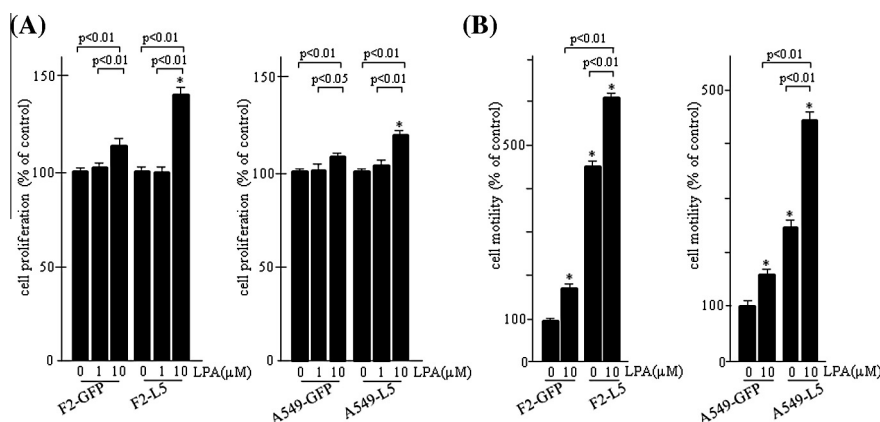 (A)
p<0.01
p<0.01
p<0.01
p<0.01
*
150
100
50
0
cell proliferation (% of control)
0 1 10 0 1 10 LPA(μM)
F2-GFP
F2-L5
p<0.01
p<0.05
p<0.01
p<0.01
*
150
100
50
0
cell proliferation (% of control)
0 1 10 0 1 10 LPA(μM)
A549-GFP
A549-L5
(B)
p<0.01
p<0.01
*
*
*
500
100
0
cell motility (% of control)
0 10 0 10 LPA(μM)
F2-GFP
F2-L5
p<0.01
p<0.01
*
*
*
500
100
0
cell motility (% of control)
0 10 0 10 LPA(μM)
A549-GFP
A549-L5